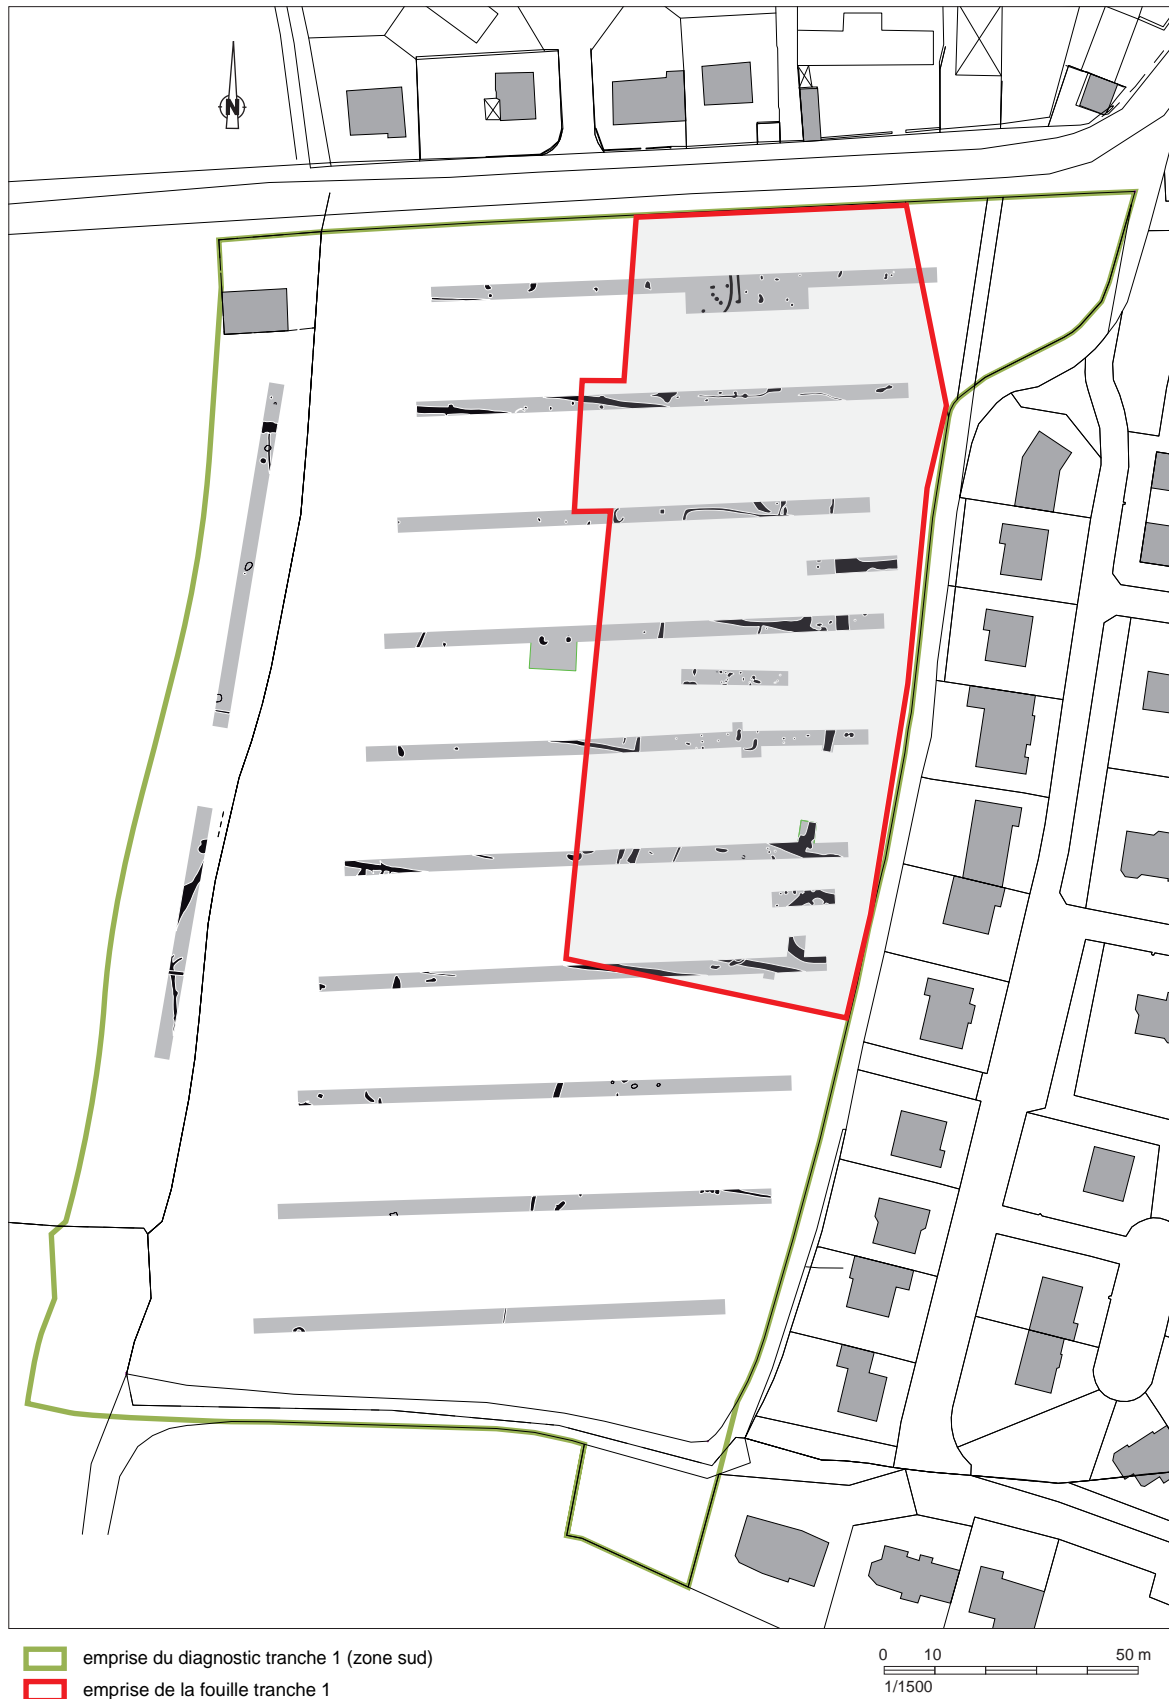 N
emprise du diagnostic tranche 1 (zone sud)
emprise de la fouille tranche 1
0 10 50 m
1/1500